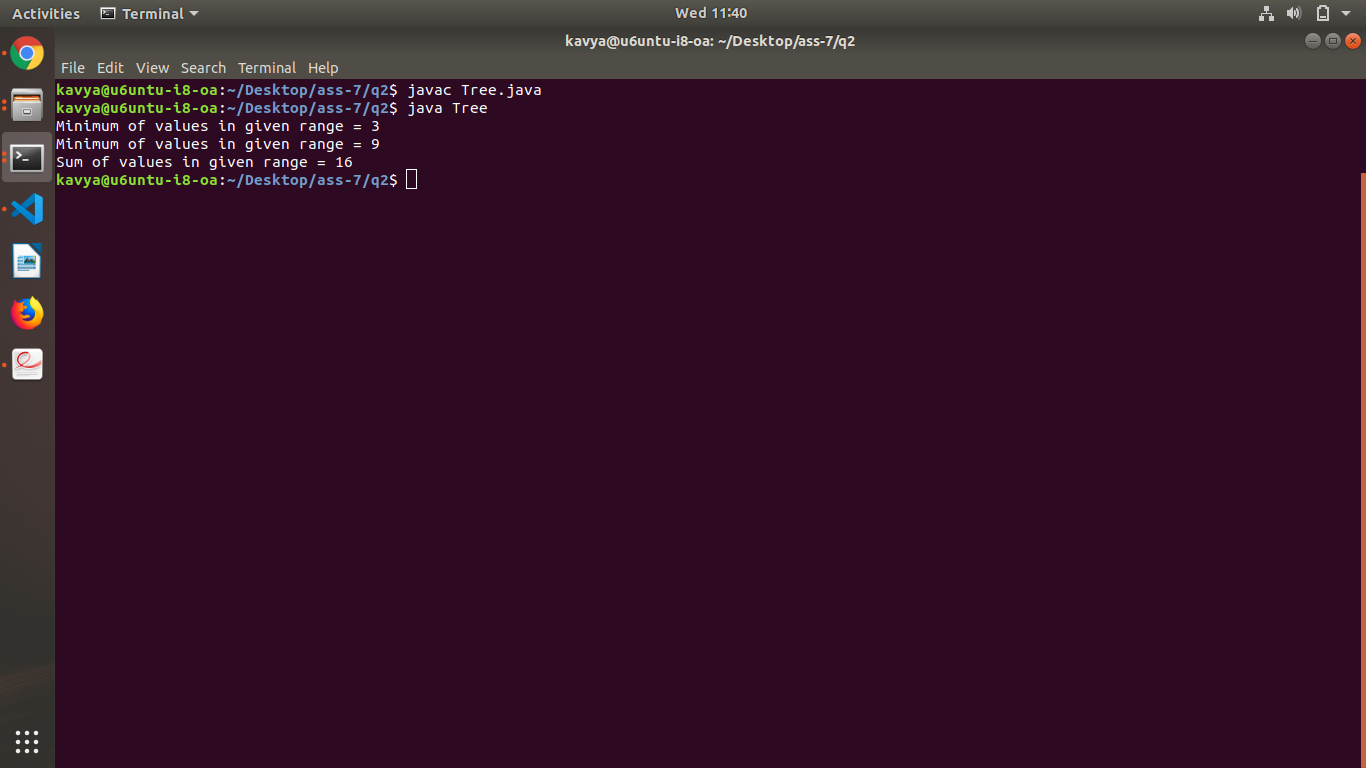 Activities Terminal Wed 11:40
kavya@u6untu-i8-oa: ~/Desktop/ass-7/q2
File Edit View Search Terminal Help
kavya@u6untu-i8-oa:~/Desktop/ass-7/q2$ javac Tree.java
kavya@u6untu-i8-oa:~/Desktop/ass-7/q2$ java Tree
Minimum of values in given range = 3
Minimum of values in given range = 9
Sum of values in given range = 16
kavya@u6untu-i8-oa:~/Desktop/ass-7/q2$